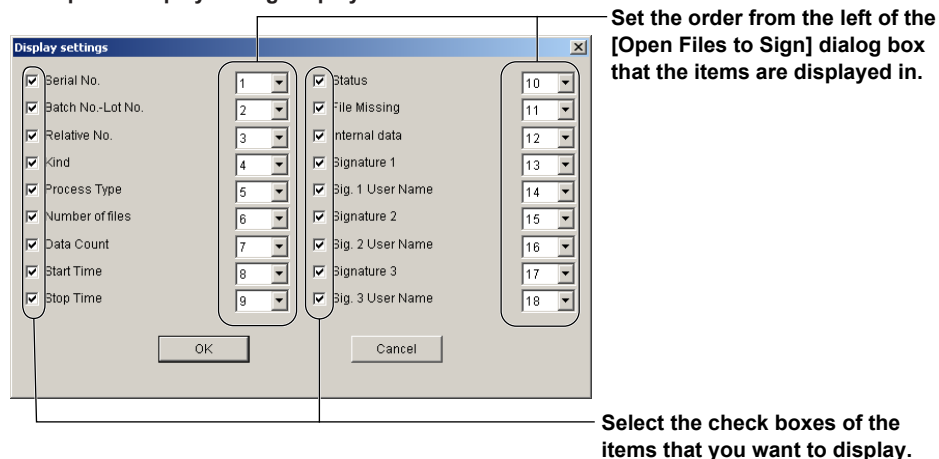 Set the order from the left of the
[Open Files to Sign] dialog box
that the items are displayed in.
Display settings
Serial No. 1
Batch No.-Lot No. 2
Relative No. 3
Kind 4
Process Type 5
Number of files 6
Data Count 7
Start Time 8
Stop Time 9
Status 10
File Missing 11
Internal data 12
Signature 1 13
Sig. 1 User Name 14
Signature 2 15
Sig. 2 User Name 16
Signature 3 17
Sig. 3 User Name 18
OK Cancel
Select the check boxes of the
items that you want to display.